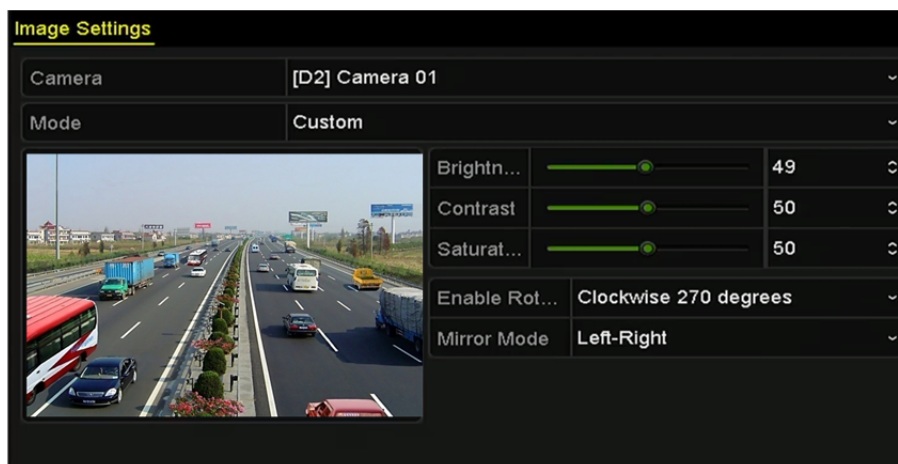 Image Settings
Camera [D2] Camera 01
Mode Custom
Brightn... 49
Contrast 50
Saturat... 50
Enable Rot... Clockwise 270 degrees
Mirror Mode Left-Right